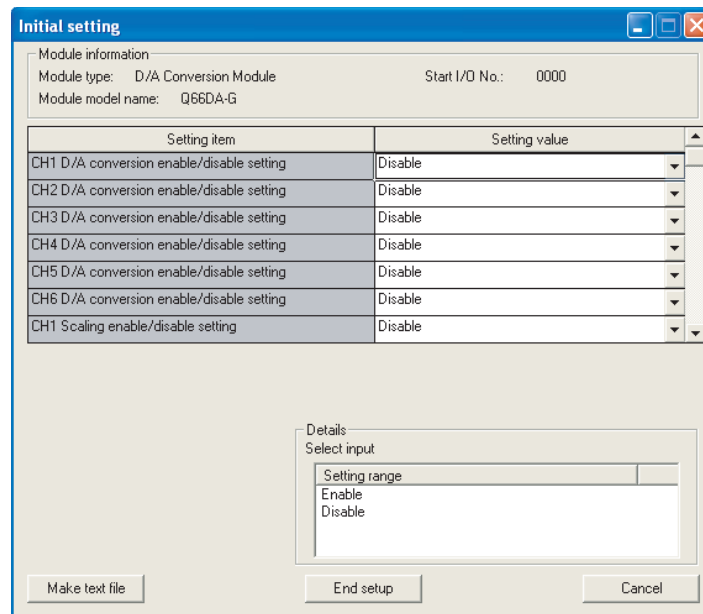 Initial setting
Module information
Module type: D/A Conversion Module Start I/O No.: 0000
Module model name: Q66DA-G
Setting item Setting value
CH1 D/A conversion enable/disable setting Disable
CH2 D/A conversion enable/disable setting Disable
CH3 D/A conversion enable/disable setting Disable
CH4 D/A conversion enable/disable setting Disable
CH5 D/A conversion enable/disable setting Disable
CH6 D/A conversion enable/disable setting Disable
CH1 Scaling enable/disable setting Disable
Details
Select input
Setting range
Enable
Disable
Make text file End setup Cancel